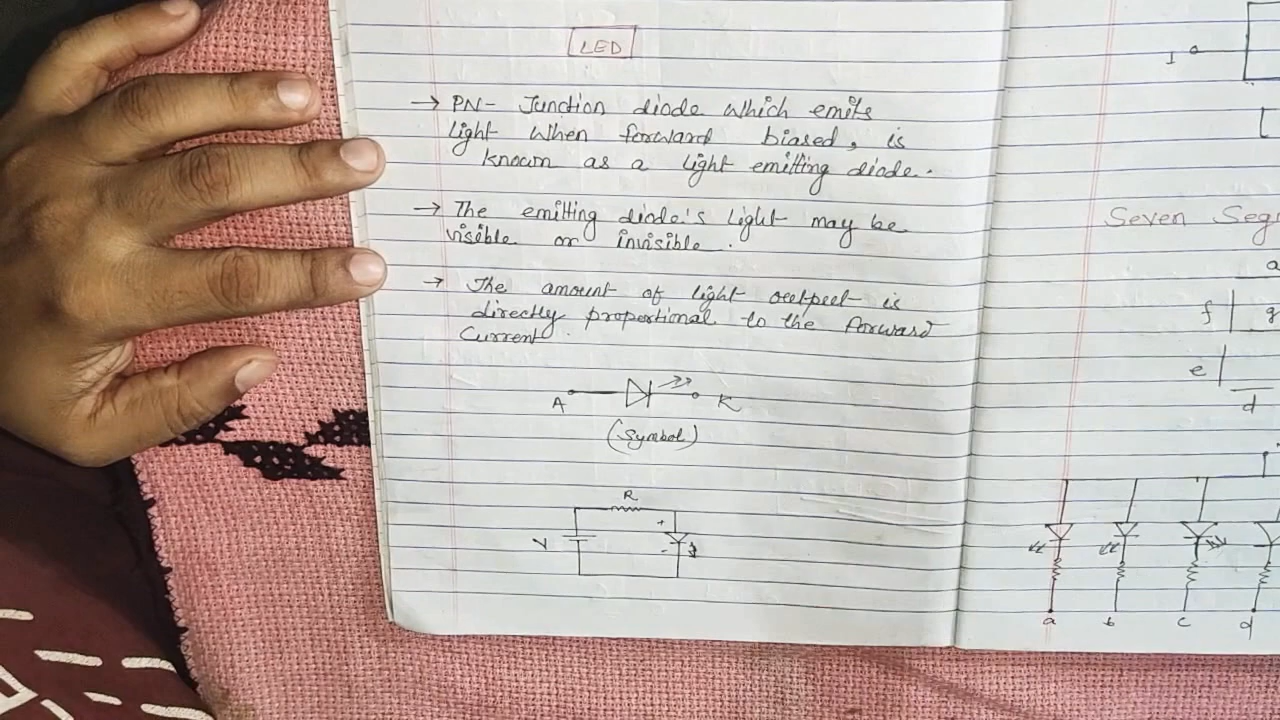 LED
→ PN- Junction diode which emits
light when forward biased, is
known as a light emitting diode.
→ The emitting diode's light may be
visible or invisible.
→ The amount of light output is
directly proportional to the forward
Current.
A K
(Symbol)
R
V + -
I
Seven Seg
a
f g
e
d
a b c d